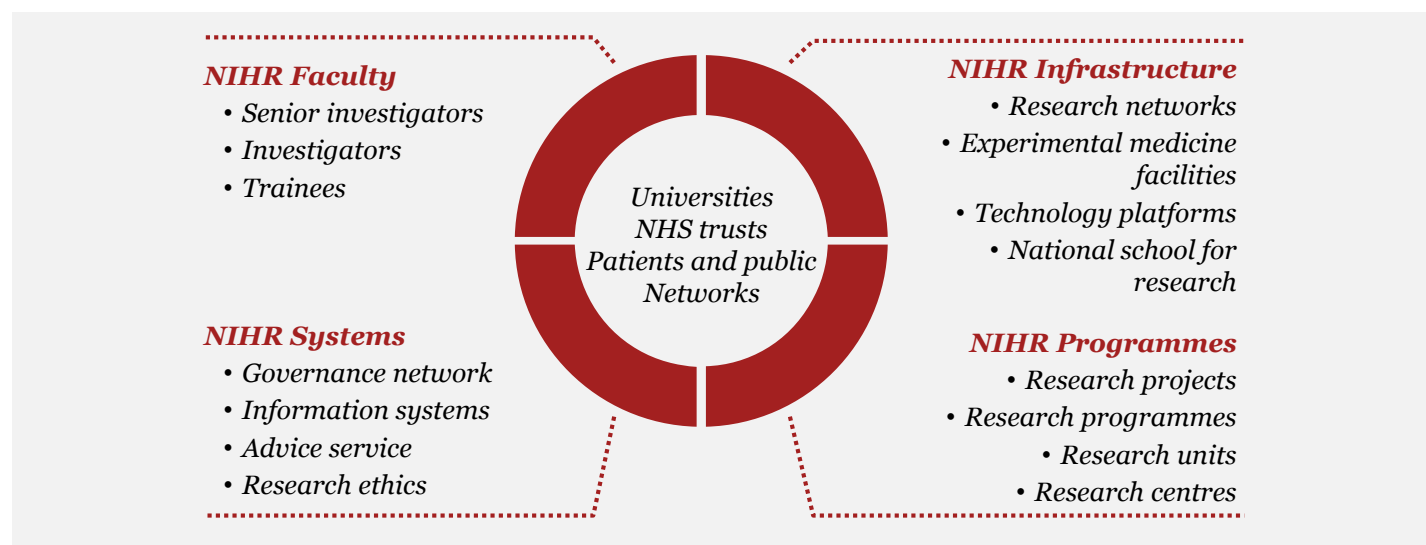 NIHR Faculty
• Senior investigators
• Investigators
• Trainees
NIHR Infrastructure
• Research networks
• Experimental medicine
facilities
• Technology platforms
• National school for
research
Universities
NHS trusts
Patients and public
Networks
NIHR Systems
• Governance network
• Information systems
• Advice service
• Research ethics
NIHR Programmes
• Research projects
• Research programmes
• Research units
• Research centres